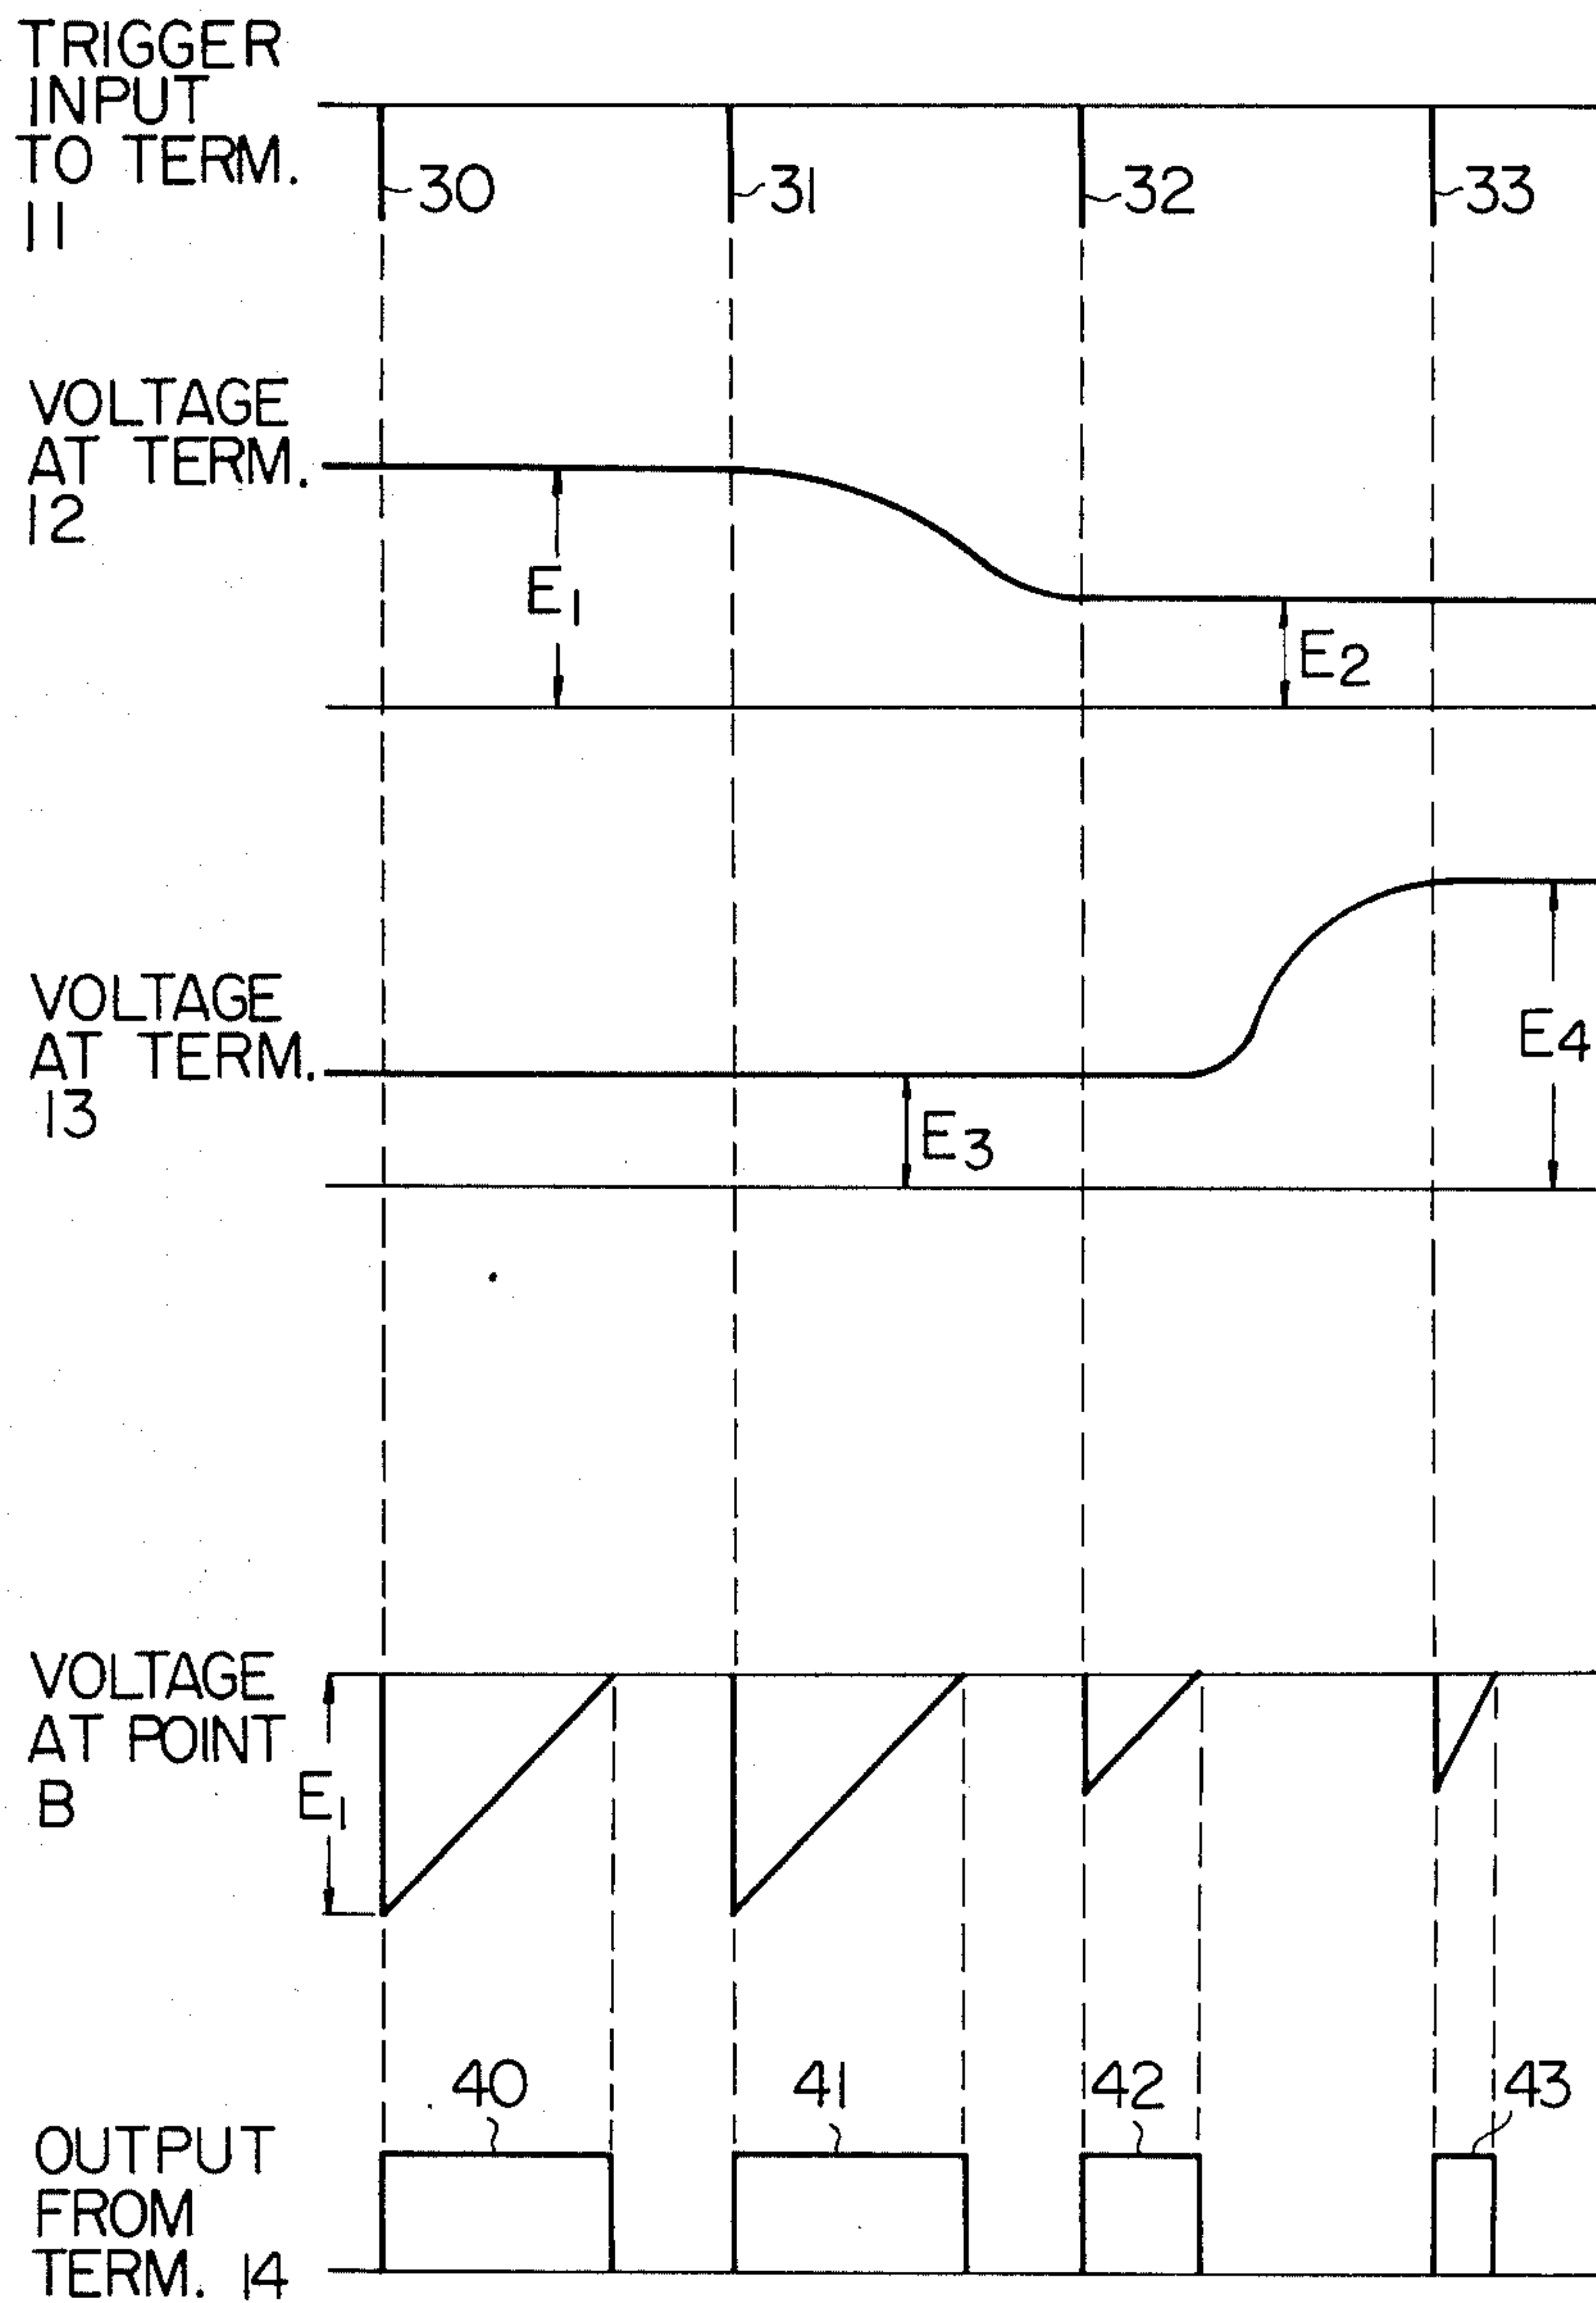 TRIGGER
INPUT
TO TERM.
11
30
31
32
33
VOLTAGE
AT TERM.
12
E1
E2
VOLTAGE
AT TERM.
13
E3
E4
VOLTAGE
AT POINT
B
E1
40
41
42
43
OUTPUT
FROM
TERM. 14